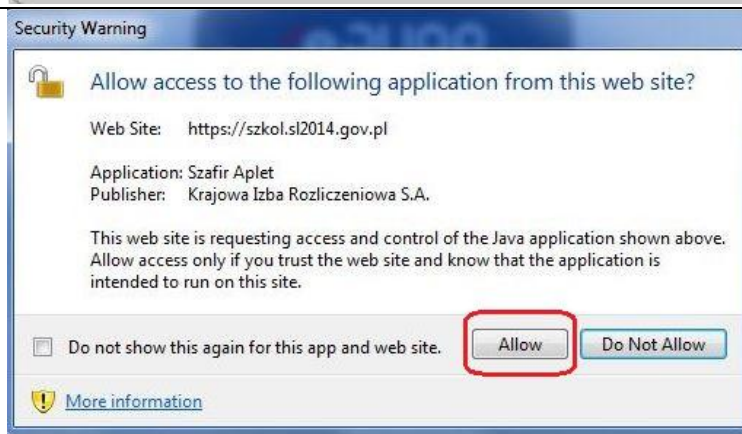 Security Warning
Allow access to the following application from this web site?
Web Site: https://szkol.sl2014.gov.pl
Application: Szafir Aplet
Publisher: Krajowa Izba Rozliczeniowa S.A.
This web site is requesting access and control of the Java application shown above.
Allow access only if you trust the web site and know that the application is
intended to run on this site.
Do not show this again for this app and web site.
Allow
Do Not Allow
More information